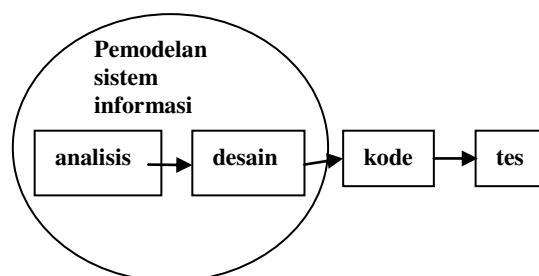 Pemodelan
sistem
informasi
analisis
desain
kode
tes